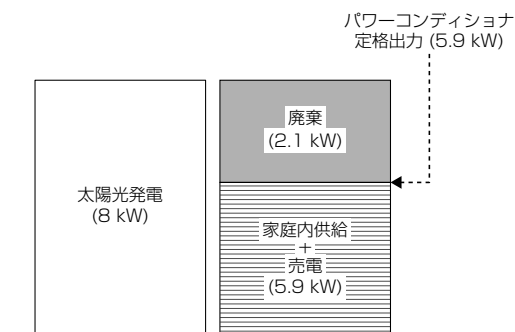 パワーコンディショナ
定格出力 (5.9 kW)
廃棄
(2.1 kW)
太陽光発電
(8 kW)
家庭内供給
+
売電
(5.9 kW)